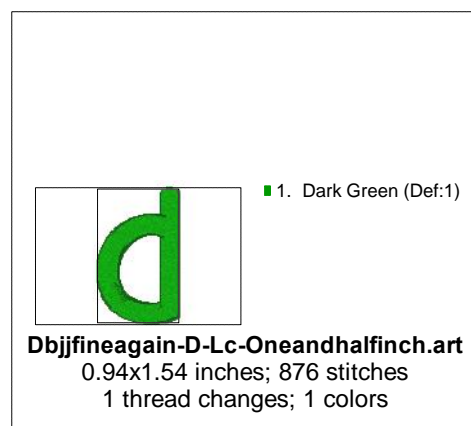 1. Dark Green (Def:1)
d
Dbjjfineagain-D-Lc-Oneandhalfinch.art
0.94x1.54 inches; 876 stitches
1 thread changes; 1 colors